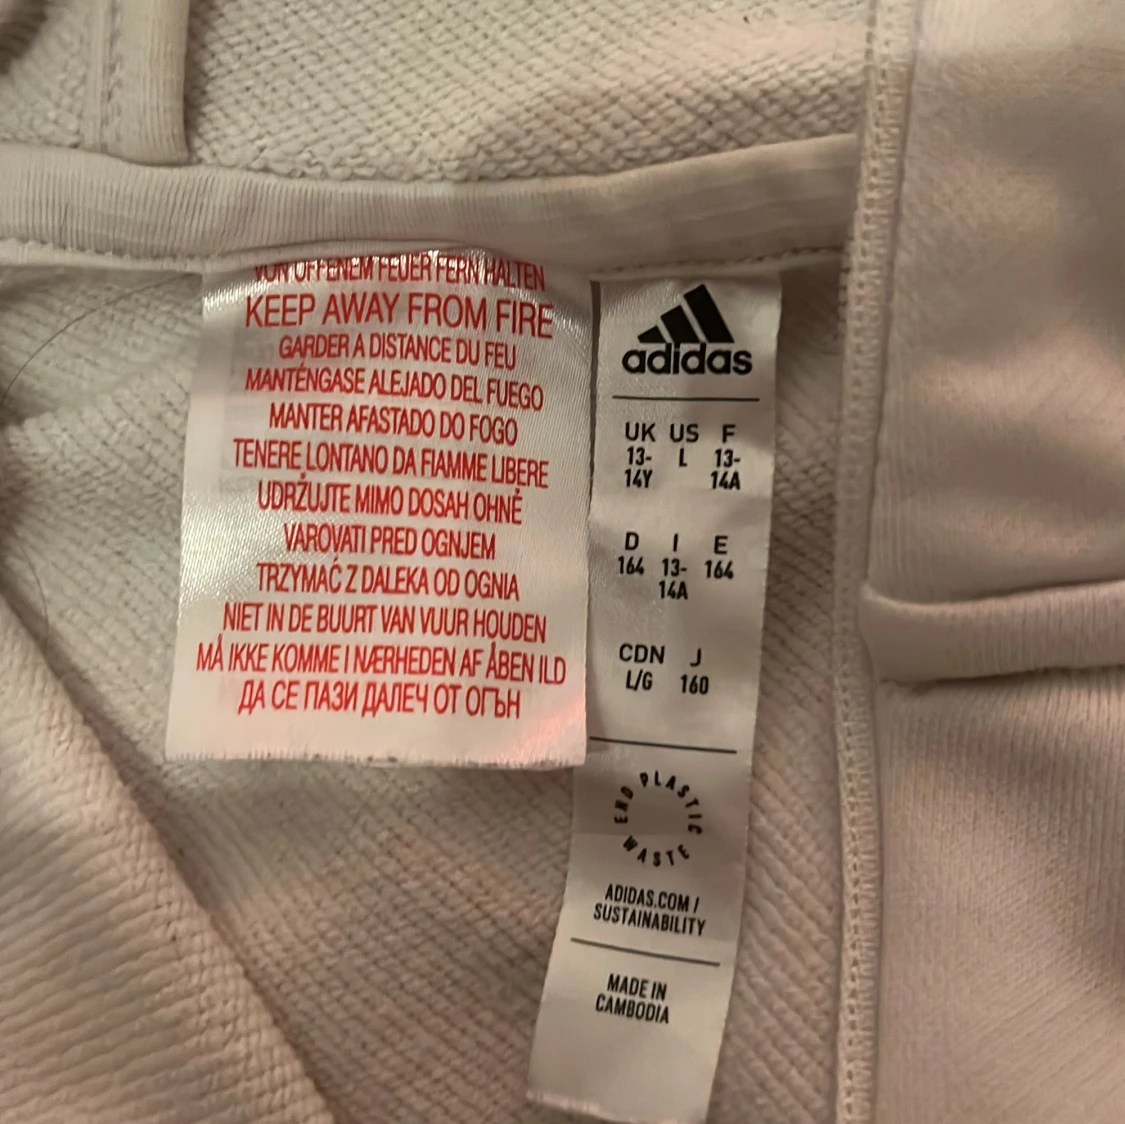 VON OFFENEM FEUER FERN HALTEN
KEEP AWAY FROM FIRE
GARDER A DISTANCE DU FEU
MANTÉNGASE ALEJADO DEL FUEGO
MANTER AFASTADO DO FOGO
TENERE LONTANO DA FIAMME LIBERE
UDRŽUJTE MIMO DOSAH OHNĚ
VAROVATI PRED OGNJEM
TRZYMAĆ Z DALEKA OD OGNIA
NIET IN DE BUURT VAN VUUR HOUDEN
MÅ IKKE KOMME I NÆRHEDEN AF ÅBEN ILD
ДА СЕ ПАЗИ ДАЛЕЧ ОТ ОГЪН
adidas
UK US F
13- L 13-
14Y 14A
D I E
164 13- 164
14A
CDN J
L/G 160
END PLASTIC WASTE
ADIDAS.COM /
SUSTAINABILITY
MADE IN
CAMBODIA